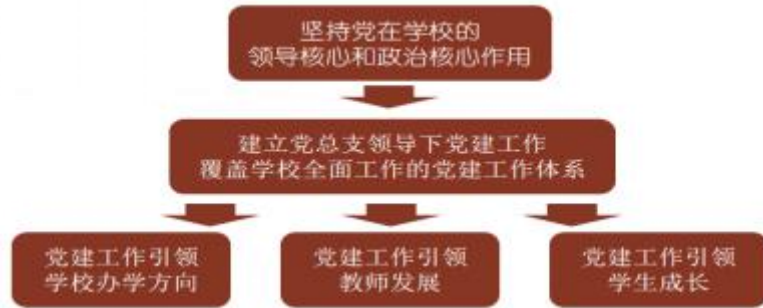 坚持党在学校的
领导核心和政治核心作用
建立党总支领导下党建工作
覆盖学校全面工作的党建工作体系
党建工作引领
学校办学方向
党建工作引领
教师发展
党建工作引领
学生成长